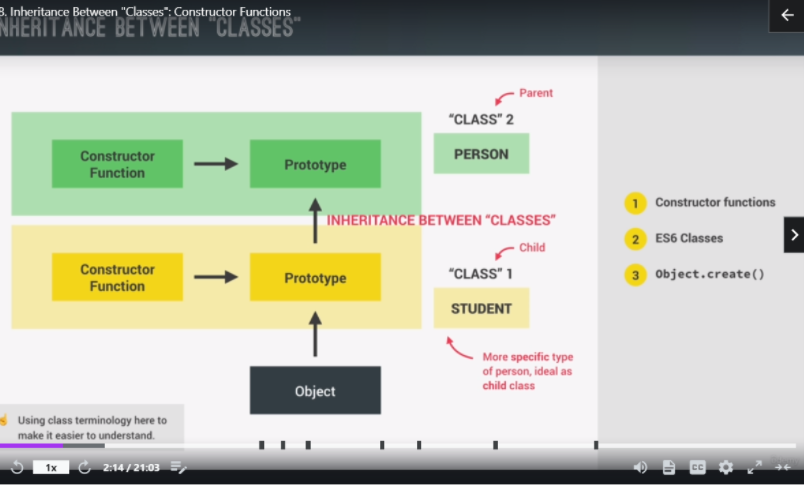 8. Inheritance Between "Classes": Constructor Functions
INHERITANCE BETWEEN "CLASSES"
Parent
"CLASS" 2
PERSON
Constructor
Function
Prototype
INHERITANCE BETWEEN "CLASSES"
Child
"CLASS" 1
STUDENT
Constructor
Function
Prototype
More specific type
of person, ideal as
child class
Object
1 Constructor functions
2 ES6 Classes
3 Object.create()
Using class terminology here to
make it easier to understand.
1x
2:14 / 21:03
CC